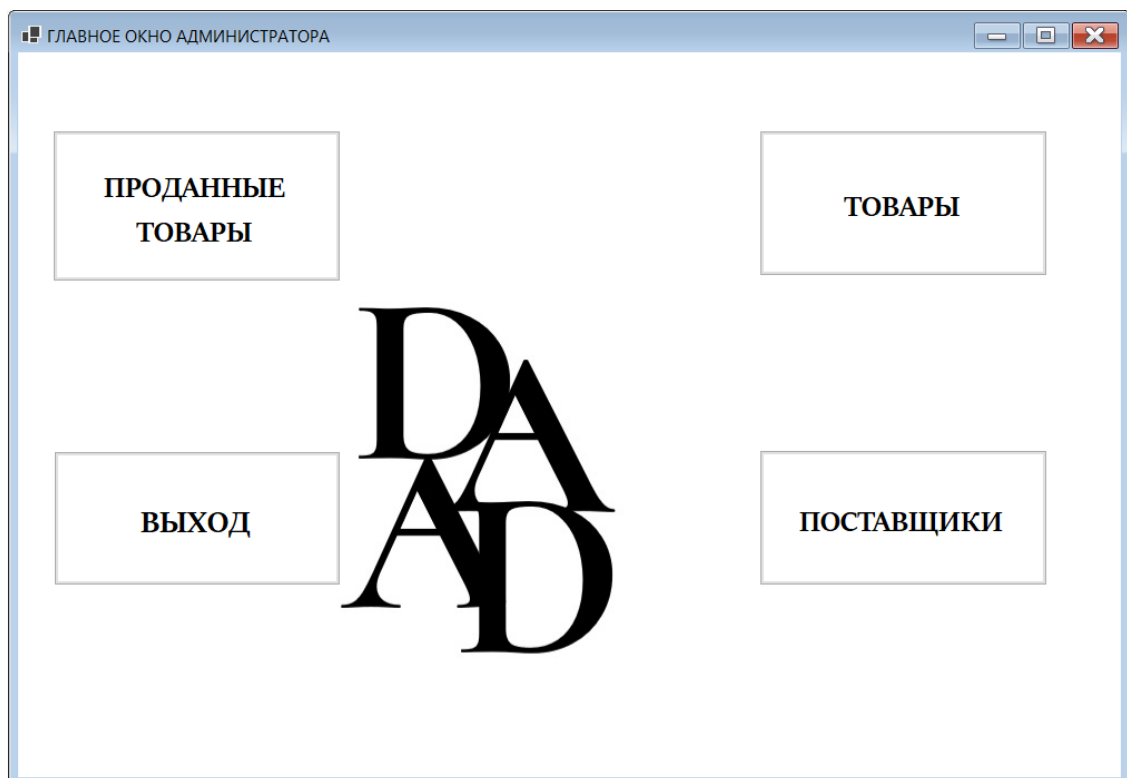 ГЛАВНОЕ ОКНО АДМИНИСТРАТОРА
ПРОДАННЫЕ
ТОВАРЫ
ТОВАРЫ
DA
AD
ВЫХОД
ПОСТАВЩИКИ